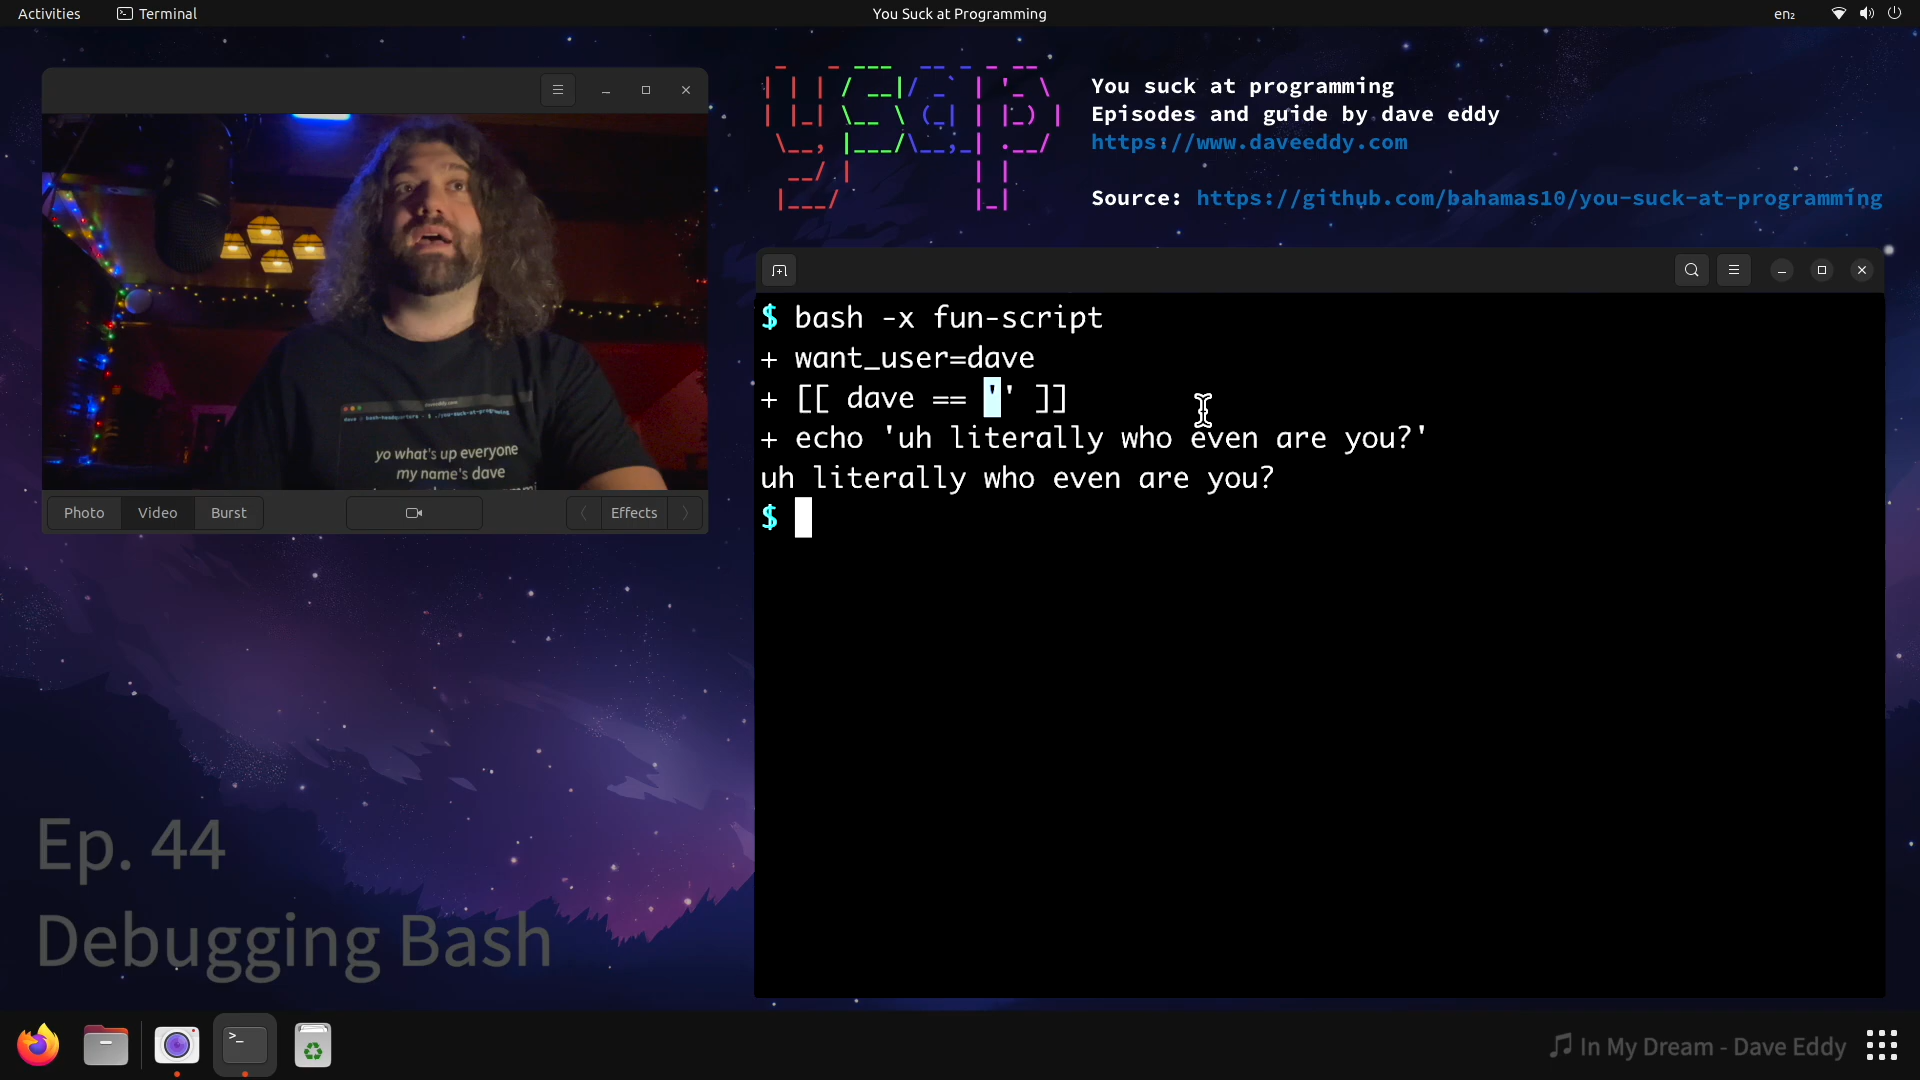 Activities
Terminal
You Suck at Programming
en₂
You suck at programming
Episodes and guide by dave eddy
https://www.daveeddy.com
Source: https://github.com/bahamas10/you-suck-at-programming
yo what's up everyone
my name's dave
Photo
Video
Burst
Effects
$ bash -x fun-script
+ want_user=dave
+ [[ dave == '' ]]
+ echo 'uh literally who even are you?'
uh literally who even are you?
$
Ep. 44
Debugging Bash
In My Dream - Dave Eddy